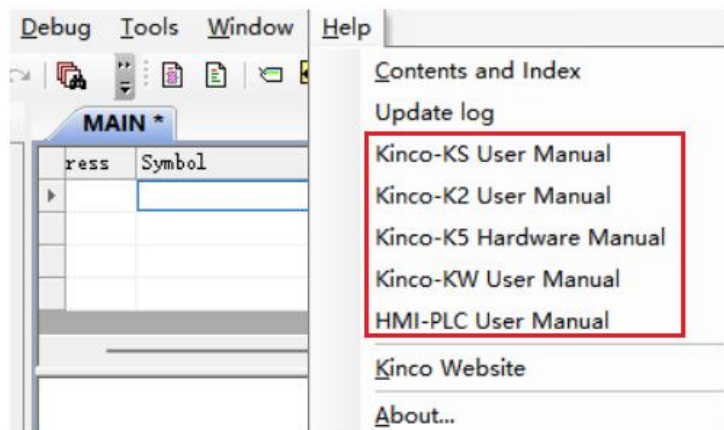 Debug Tools Window Help
MAIN *
ress Symbol
Contents and Index
Update log
Kinco-KS User Manual
Kinco-K2 User Manual
Kinco-K5 Hardware Manual
Kinco-KW User Manual
HMI-PLC User Manual
Kinco Website
About...